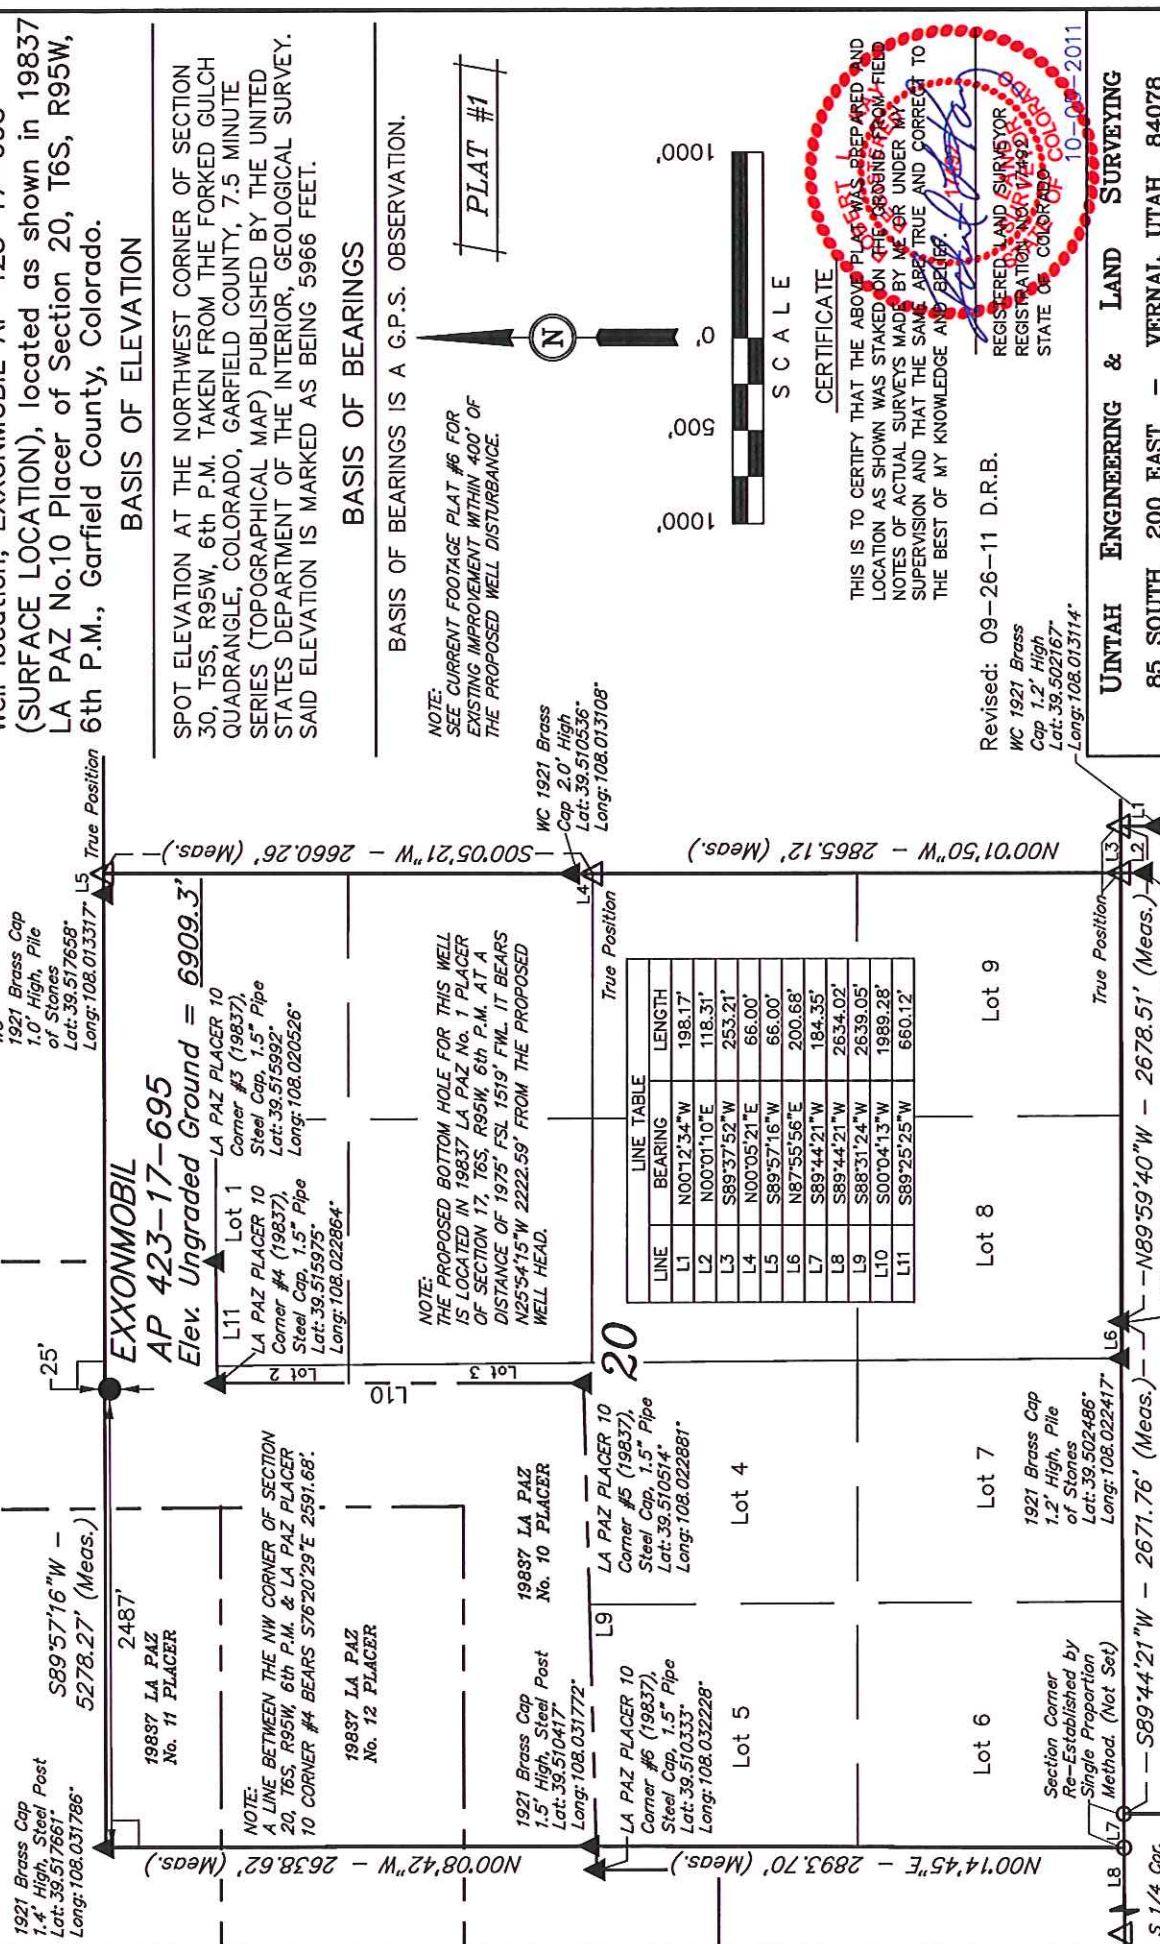 (SURFACE LOCATION), located as shown in 19837
LA PAZ No.10 Placer of Section 20, T6S, R95W,
6th P.M., Garfield County, Colorado.
BASIS OF ELEVATION
SPOT ELEVATION AT THE NORTHWEST CORNER OF SECTION
30, T5S, R95W, 6th P.M. TAKEN FROM THE FORKED GULCH
QUADRANGLE, COLORADO, GARFIELD COUNTY, 7.5 MINUTE
SERIES (TOPOGRAPHICAL MAP) PUBLISHED BY THE UNITED
STATES DEPARTMENT OF THE INTERIOR, GEOLOGICAL SURVEY.
SAID ELEVATION IS MARKED AS BEING 5966 FEET.
BASIS OF BEARINGS
BASIS OF BEARINGS IS A G.P.S. OBSERVATION.
NOTE:
SEE CURRENT FOOTAGE PLAT #6 FOR
EXISTING IMPROVEMENT WITHIN 400' OF
THE PROPOSED WELL DISTURBANCE.
PLAT #1
N
1000' 500' 0' 1000'
SCALE
CERTIFICATE
THIS IS TO CERTIFY THAT THE ABOVE PLAT WAS PREPARED AND
LOCATION AS SHOWN WAS STAKED ON THE GROUND FROM FIELD
NOTES OF ACTUAL SURVEYS MADE BY ME OR UNDER MY
SUPERVISION AND THAT THE SAME ARE TRUE AND CORRECT TO
THE BEST OF MY KNOWLEDGE AND BELIEF.
REGISTERED LAND SURVEYOR
REGISTRATION NO. 17492
STATE OF COLORADO
LAND
SURVEYOR
STATE OF COLORADO
Revised: 09-26-11 D.R.B.
UINTAH ENGINEERING & LAND SURVEYING
85 SOUTH 200 EAST - VERNAL, UTAH 84078
1921 Brass Cap
1.4' High, Steel Post
Lat: 39.517661°
Long: 108.031786°
S89°57'16"W -
5278.27' (Meas.)
2487'
25'
EXXONMOBIL
AP 423-17-695
Elev. Ungraded Ground = 6909.3'
1921 Brass Cap
1.0' High, Pile
of Stones
Lat: 39.517658°
Long: 108.013317°
L5
True Position
19837 LA PAZ
No. 11 PLACER
NOTE:
A LINE BETWEEN THE NW CORNER OF SECTION
20, T6S, R95W, 6th P.M. & LA PAZ PLACER
10 CORNER #4 BEARS S76°20'29"E 2591.68'.
19837 LA PAZ
No. 12 PLACER
L11
Lot 1
LA PAZ PLACER 10
Corner #4 (19837),
Steel Cap, 1.5" Pipe
Lat: 39.515975°
Long: 108.022864°
LA PAZ PLACER 10
Corner #3 (19837),
Steel Cap, 1.5" Pipe
Lat: 39.515992°
Long: 108.020526°
Lot 2
L10
Lot 3
NOTE:
THE PROPOSED BOTTOM HOLE FOR THIS WELL
IS LOCATED IN 19837 LA PAZ No. 1 PLACER
OF SECTION 17, T6S, R95W, 6th P.M. AT A
DISTANCE OF 1975' FSL 1519' FWL. IT BEARS
N25°54'15"W 2222.59' FROM THE PROPOSED
WELL HEAD.
N00°08'42"W - 2638.62' (Meas.)
S00°05'21"W - 2660.26' (Meas.)
WC 1921 Brass
Cap 2.0' High
Lat: 39.510536°
Long: 108.013108°
L4
True Position
19837 LA PAZ
No. 10 PLACER
20
1921 Brass Cap
1.5' High, Steel Post
Lat: 39.510417°
Long: 108.031772°
L9
LA PAZ PLACER 10
Corner #5 (19837),
Steel Cap, 1.5" Pipe
Lat: 39.510514°
Long: 108.022881°
LA PAZ PLACER 10
Corner #6 (19837),
Steel Cap, 1.5" Pipe
Lat: 39.510333°
Long: 108.032228°
Lot 5
Lot 4
LINE TABLE
LINE BEARING LENGTH
L1 N00°12'34"W 198.17'
L2 N00°01'10"E 118.31'
L3 S89°37'52"W 253.21'
L4 N00°05'21"E 66.00'
L5 S89°57'16"W 66.00'
L6 N87°55'56"E 200.68'
L7 S89°44'21"W 184.35'
L8 S89°44'21"W 2634.02'
L9 S88°31'24"W 2639.05'
L10 S00°04'13"W 1989.28'
L11 S89°25'25"W 660.12'
N00°14'45"E - 2893.70' (Meas.)
N00°01'50"W - 2865.12' (Meas.)
Lot 6
Lot 7
Lot 8
Lot 9
Section Corner
Re-Established by
Single Proportion
Method. (Not Set)
1921 Brass Cap
1.2' High, Pile
of Stones
Lat: 39.502486°
Long: 108.022417°
WC 1921 Brass
Cap 1.2' High
Lat: 39.502167°
Long: 108.013114°
True Position
L8
L7
L6
L3
L2
L1
S89°44'21"W - 2671.76' (Meas.)
N89°59'40"W - 2678.51' (Meas.)
S 1/4 Cor.